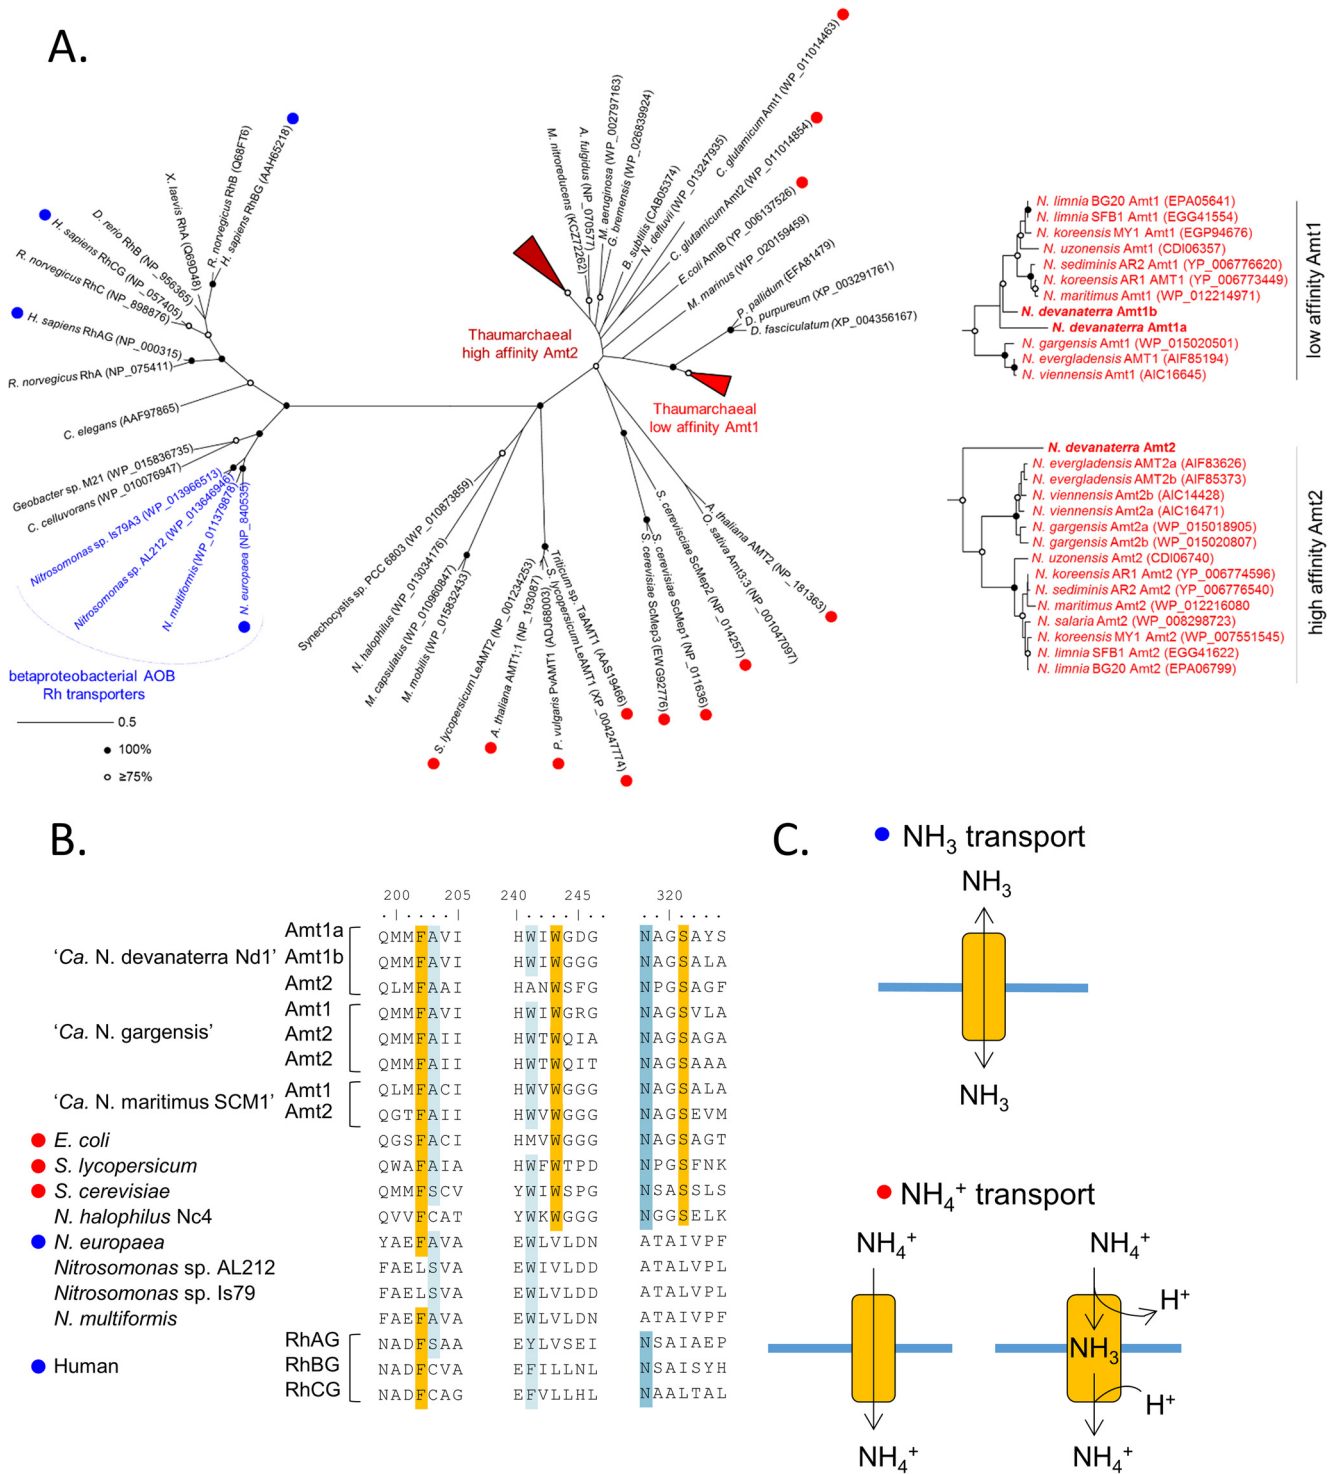 A.
C. glutamicum Amt1 (WP_011014463)
C. glutamicum Amt2 (WP_011014854)
M. nitroreducens (KCZ72262)
A. fulgidus (NP_070577)
M. aeruginosa (WP_002797163)
G. bremensis (WP_026839924)
B. subtilis (CAB05374)
N. defluvii (WP_013247935)
E.coli AmtB (YP_006137526)
M. marinus (WP_020159459)
P. pallidum (EFA81479)
D. purpureum (XP_003291761)
D. fasciculatum (XP_004356167)
X. laevis RhA (Q69D48)
R. norvegicus RhB (Q68FT6)
H. sapiens RhBG (AAH65218)
D. rerio RhB (NP_956365)
H. sapiens RhCG (NP_057405)
R. norvegicus RhC (NP_898876)
H. sapiens RhAG (NP_000315)
R. norvegicus RhA (NP_075411)
C. elegans (AAF97865)
Geobacter sp. M21 (WP_015836735)
C. celluvorans (WP_010076947)
Nitrosomonas sp. Is79A3 (WP_013966513)
Nitrosomonas sp. AL212 (WP_013646946)
N. multiformis (WP_011379878)
N. europaea (NP_840535)
betaproteobacterial AOB
Rh transporters
0.5
100%
≥75%
Thaumarchaeal
high affinity Amt2
Thaumarchaeal
low affinity Amt1
Synechocystis sp. PCC 6803 (WP_010873859)
N. halophilus (WP_013034176)
M. capsulatus (WP_010960847)
M. mobilis (WP_015832433)
S. lycopersicum LeAMT2 (NP_001234253)
A. thaliana AMT1;1 (NP_193087)
P. vulgaris PvAMT1 (ADJ68003)
Triticum sp. TaAMT1 (AAS19466)
S. lycopersicum LeAMT1 (XP_004247774)
S. cerevisiae ScMep3 (EWG92776)
S. cerevisiae ScMep1 (NP_011636)
S. cerevisciae ScMep2 (NP_014257)
O. sativa Amt3;3 (NP_001047097)
A. thaliana AMT2 (NP_181363)
N. limnia BG20 Amt1 (EPA05641)
N. limnia SFB1 Amt1 (EGG41554)
N. koreensis MY1 Amt1 (EGP94676)
N. uzonensis Amt1 (CDI06357)
N. sediminis AR2 Amt1 (YP_006776620)
N. koreensis AR1 AMT1 (YP_006773449)
N. maritimus Amt1 (WP_012214971)
N. devanaterra Amt1b
N. devanaterra Amt1a
N. gargensis Amt1 (WP_015020501)
N. evergladensis AMT1 (AIF85194)
N. viennensis Amt1 (AIC16645)
low affinity Amt1
N. devanaterra Amt2
N. evergladensis AMT2a (AIF83626)
N. evergladensis AMT2b (AIF85373)
N. viennensis Amt2b (AIC14428)
N. viennensis Amt2a (AIC16471)
N. gargensis Amt2a (WP_015018905)
N. gargensis Amt2b (WP_015020807)
N. uzonensis Amt2 (CDI06740)
N. koreensis AR1 Amt2 (YP_006774596)
N. sediminis AR2 Amt2 (YP_006776540)
N. maritimus Amt2 (WP_012216080
N. salaria Amt2 (WP_008298723)
N. koreensis MY1 Amt2 (WP_007551545)
N. limnia SFB1 Amt2 (EGG41622)
N. limnia BG20 Amt2 (EPA06799)
high affinity Amt2
B.
200 205 240 245 320
Amt1a QMMFAVI HWIWGDG NAGSAYS
'Ca. N. devanaterra Nd1' Amt1b QMMFAVI HWIWGGG NAGSALA
Amt2 QLMFAAI HANWSFG NPGSAGF
Amt1 QMMFAVI HWIWGRG NAGSVLA
'Ca. N. gargensis' Amt2 QMMFAII HWTWQIA NAGSAGA
Amt2 QMMFAII HWTWQIT NAGSAAA
Amt1 QLMFACI HWVWGGG NAGSALA
'Ca. N. maritimus SCM1' Amt2 QGTFAII HWVWGGG NAGSEVM
E. coli QGSFACI HMVWGGG NAGSAGT
S. lycopersicum QWAFAIA HWFWTPD NPGSFNK
S. cerevisiae QMMFSCV YWIWSPG NSASSLS
N. halophilus Nc4 QVVFCAT YWKWGGG NGGSELK
N. europaea YAEFAVA EWLVLDN ATAIVPF
Nitrosomonas sp. AL212 FAELSVA EWIVLDD ATALVPL
Nitrosomonas sp. Is79 FAELSVA EWLVLDD ATALVPL
N. multiformis FAEFAVA EWLVLDN ATAIVPF
RhAG NADFSAA EYLVSEI NSAIAEP
Human RhBG NADFCVA EFILLNL NSAISYH
RhCG NADFCAG EFVLLHL NAALTAL
C.
NH3 transport
NH3
NH3
NH4+ transport
NH4+ NH4+
H+
NH3
H+
NH4+ NH4+